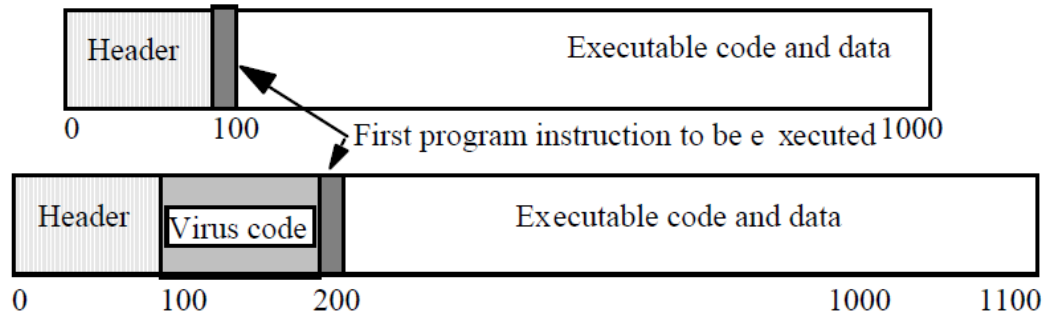 Header Executable code and data
0 100 First program instruction to be e xecuted 1000
Header Virus code Executable code and data
0 100 200 1000 1100